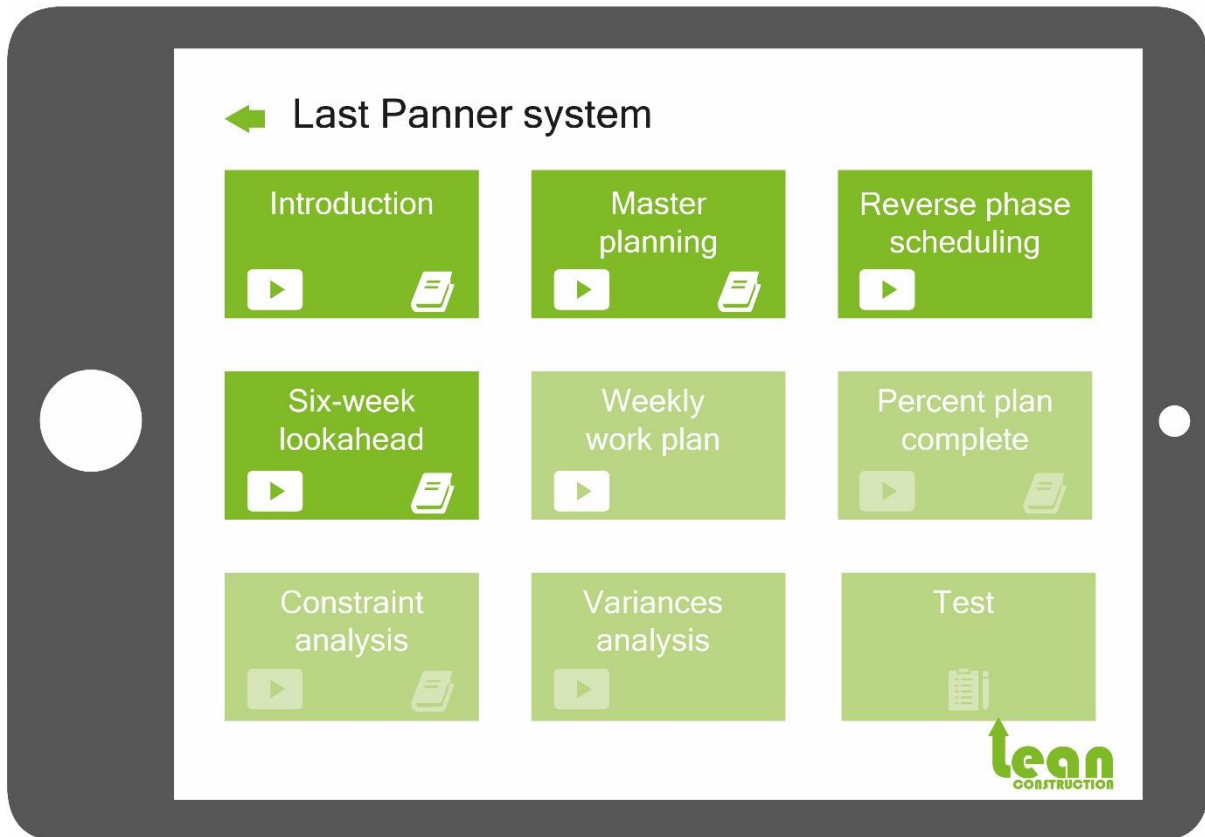 Last Panner system
Introduction
Master
planning
Reverse phase
scheduling
Six-week
lookahead
Weekly
work plan
Percent plan
complete
Constraint
analysis
Variances
analysis
Test
Lean
CONSTRUCTION